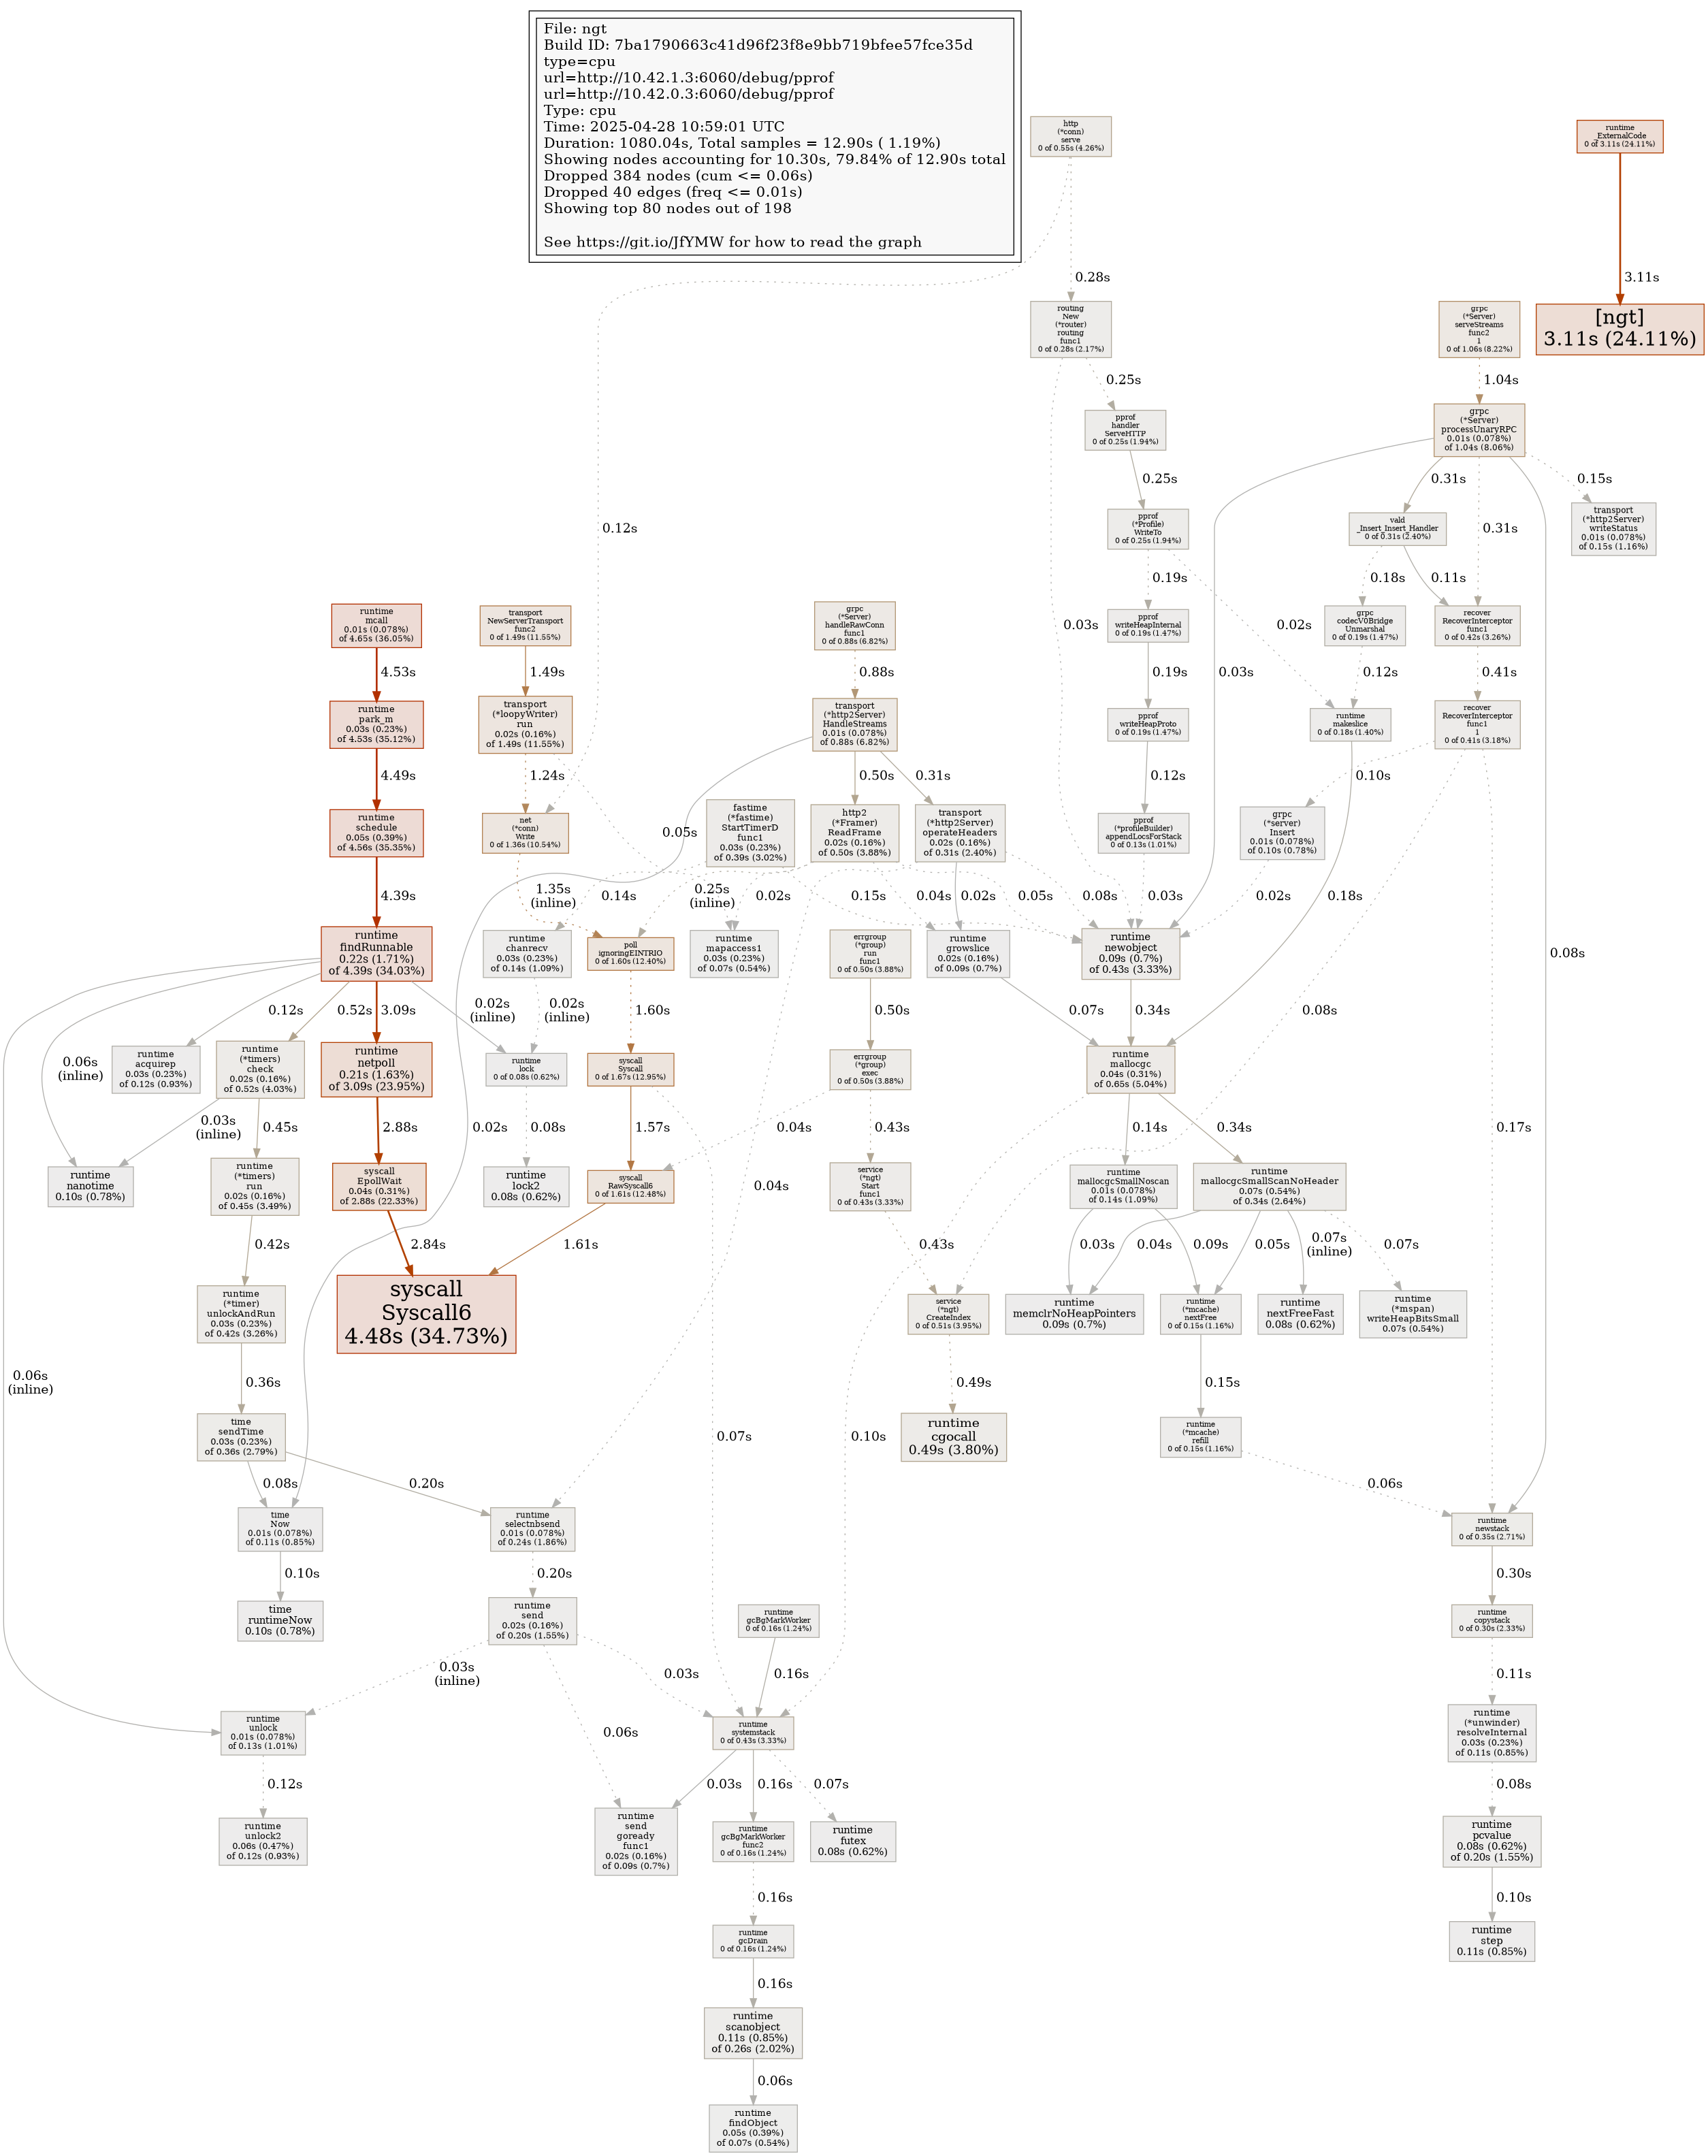 File: ngt
Build ID: 7ba1790663c41d96f23f8e9bb719bfee57fce35d
type=cpu
url=http://10.42.1.3:6060/debug/pprof
url=http://10.42.0.3:6060/debug/pprof
Type: cpu
Time: 2025-04-28 10:59:01 UTC
Duration: 1080.04s, Total samples = 12.90s ( 1.19%)
Showing nodes accounting for 10.30s, 79.84% of 12.90s total
Dropped 384 nodes (cum <= 0.06s)
Dropped 40 edges (freq <= 0.01s)
Showing top 80 nodes out of 198
See https://git.io/JfYMW for how to read the graph
http
(*conn)
serve
0 of 0.55s (4.26%)
runtime
_ExternalCode
0 of 3.11s (24.11%)
0.28s
3.11s
routing
New
(*router)
routing
func1
0 of 0.28s (2.17%)
grpc
(*Server)
serveStreams
func2
1
0 of 1.06s (8.22%)
[ngt]
3.11s (24.11%)
0.25s
1.04s
pprof
handler
ServeHTTP
0 of 0.25s (1.94%)
grpc
(*Server)
processUnaryRPC
0.01s (0.078%)
of 1.04s (8.06%)
0.25s
0.31s
0.15s
0.12s
pprof
(*Profile)
WriteTo
0 of 0.25s (1.94%)
vald
_Insert_Insert_Handler
0 of 0.31s (2.40%)
0.31s
transport
(*http2Server)
writeStatus
0.01s (0.078%)
of 0.15s (1.16%)
0.19s
0.18s
0.11s
runtime
mcall
0.01s (0.078%)
of 4.65s (36.05%)
transport
NewServerTransport
func2
0 of 1.49s (11.55%)
grpc
(*Server)
handleRawConn
func1
0 of 0.88s (6.82%)
0.03s
pprof
writeHeapInternal
0 of 0.19s (1.47%)
0.02s
grpc
codecV0Bridge
Unmarshal
0 of 0.19s (1.47%)
recover
RecoverInterceptor
func1
0 of 0.42s (3.26%)
4.53s
1.49s
0.88s
0.03s
0.19s
0.12s
0.41s
runtime
park_m
0.03s (0.23%)
of 4.53s (35.12%)
transport
(*loopyWriter)
run
0.02s (0.16%)
of 1.49s (11.55%)
transport
(*http2Server)
HandleStreams
0.01s (0.078%)
of 0.88s (6.82%)
pprof
writeHeapProto
0 of 0.19s (1.47%)
runtime
makeslice
0 of 0.18s (1.40%)
recover
RecoverInterceptor
func1
1
0 of 0.41s (3.18%)
4.49s
1.24s
0.50s
0.31s
0.12s
0.10s
runtime
schedule
0.05s (0.39%)
of 4.56s (35.35%)
net
(*conn)
Write
0 of 1.36s (10.54%)
0.05s
fastime
(*fastime)
StartTimerD
func1
0.03s (0.23%)
of 0.39s (3.02%)
http2
(*Framer)
ReadFrame
0.02s (0.16%)
of 0.50s (3.88%)
transport
(*http2Server)
operateHeaders
0.02s (0.16%)
of 0.31s (2.40%)
pprof
(*profileBuilder)
appendLocsForStack
0 of 0.13s (1.01%)
grpc
(*server)
Insert
0.01s (0.078%)
of 0.10s (0.78%)
4.39s
1.35s
(inline)
0.14s
0.25s
(inline)
0.02s
0.15s
0.04s
0.02s
0.05s
0.08s
0.03s
0.02s
0.18s
runtime
findRunnable
0.22s (1.71%)
of 4.39s (34.03%)
runtime
chanrecv
0.03s (0.23%)
of 0.14s (1.09%)
poll
ignoringEINTRIO
0 of 1.60s (12.40%)
runtime
mapaccess1
0.03s (0.23%)
of 0.07s (0.54%)
errgroup
(*group)
run
func1
0 of 0.50s (3.88%)
runtime
growslice
0.02s (0.16%)
of 0.09s (0.7%)
runtime
newobject
0.09s (0.7%)
of 0.43s (3.33%)
0.08s
0.06s
(inline)
0.12s
0.52s
3.09s
0.02s
(inline)
0.02s
(inline)
1.60s
0.50s
0.07s
0.34s
0.08s
runtime
acquirep
0.03s (0.23%)
of 0.12s (0.93%)
runtime
(*timers)
check
0.02s (0.16%)
of 0.52s (4.03%)
runtime
netpoll
0.21s (1.63%)
of 3.09s (23.95%)
runtime
lock
0 of 0.08s (0.62%)
syscall
Syscall
0 of 1.67s (12.95%)
errgroup
(*group)
exec
0 of 0.50s (3.88%)
runtime
mallocgc
0.04s (0.31%)
of 0.65s (5.04%)
0.03s
(inline)
0.45s
2.88s
0.02s
0.08s
1.57s
0.04s
0.43s
0.14s
0.34s
0.17s
runtime
nanotime
0.10s (0.78%)
runtime
(*timers)
run
0.02s (0.16%)
of 0.45s (3.49%)
syscall
EpollWait
0.04s (0.31%)
of 2.88s (22.33%)
runtime
lock2
0.08s (0.62%)
syscall
RawSyscall6
0 of 1.61s (12.48%)
0.04s
service
(*ngt)
Start
func1
0 of 0.43s (3.33%)
runtime
mallocgcSmallNoscan
0.01s (0.078%)
of 0.14s (1.09%)
runtime
mallocgcSmallScanNoHeader
0.07s (0.54%)
of 0.34s (2.64%)
0.42s
2.84s
1.61s
0.43s
0.03s
0.04s
0.09s
0.05s
0.07s
(inline)
0.07s
runtime
(*timer)
unlockAndRun
0.03s (0.23%)
of 0.42s (3.26%)
syscall
Syscall6
4.48s (34.73%)
service
(*ngt)
CreateIndex
0 of 0.51s (3.95%)
runtime
memclrNoHeapPointers
0.09s (0.7%)
runtime
(*mcache)
nextFree
0 of 0.15s (1.16%)
runtime
nextFreeFast
0.08s (0.62%)
runtime
(*mspan)
writeHeapBitsSmall
0.07s (0.54%)
0.06s
(inline)
0.36s
0.49s
0.15s
time
sendTime
0.03s (0.23%)
of 0.36s (2.79%)
0.07s
0.10s
runtime
cgocall
0.49s (3.80%)
runtime
(*mcache)
refill
0 of 0.15s (1.16%)
0.08s
0.20s
0.06s
time
Now
0.01s (0.078%)
of 0.11s (0.85%)
runtime
selectnbsend
0.01s (0.078%)
of 0.24s (1.86%)
runtime
newstack
0 of 0.35s (2.71%)
0.10s
0.20s
0.30s
time
runtimeNow
0.10s (0.78%)
runtime
send
0.02s (0.16%)
of 0.20s (1.55%)
runtime
gcBgMarkWorker
0 of 0.16s (1.24%)
runtime
copystack
0 of 0.30s (2.33%)
0.03s
(inline)
0.03s
0.16s
0.11s
runtime
unlock
0.01s (0.078%)
of 0.13s (1.01%)
0.06s
runtime
systemstack
0 of 0.43s (3.33%)
runtime
(*unwinder)
resolveInternal
0.03s (0.23%)
of 0.11s (0.85%)
0.12s
0.03s
0.16s
0.07s
0.08s
runtime
unlock2
0.06s (0.47%)
of 0.12s (0.93%)
runtime
send
goready
func1
0.02s (0.16%)
of 0.09s (0.7%)
runtime
gcBgMarkWorker
func2
0 of 0.16s (1.24%)
runtime
futex
0.08s (0.62%)
runtime
pcvalue
0.08s (0.62%)
of 0.20s (1.55%)
0.16s
0.10s
runtime
gcDrain
0 of 0.16s (1.24%)
runtime
step
0.11s (0.85%)
0.16s
runtime
scanobject
0.11s (0.85%)
of 0.26s (2.02%)
0.06s
runtime
findObject
0.05s (0.39%)
of 0.07s (0.54%)